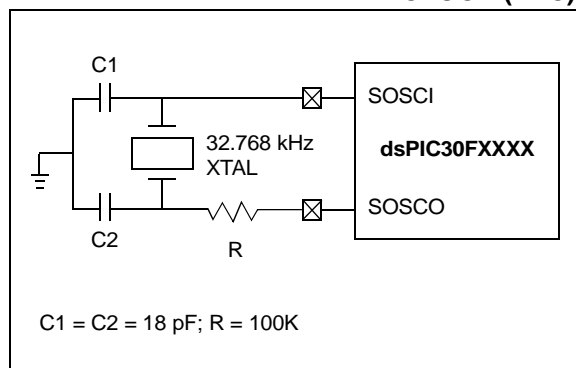 C1
SOSCI
32.768 kHz
XTAL
dsPIC30FXXXX
SOSCO
C2
R
C1 = C2 = 18 pF; R = 100K